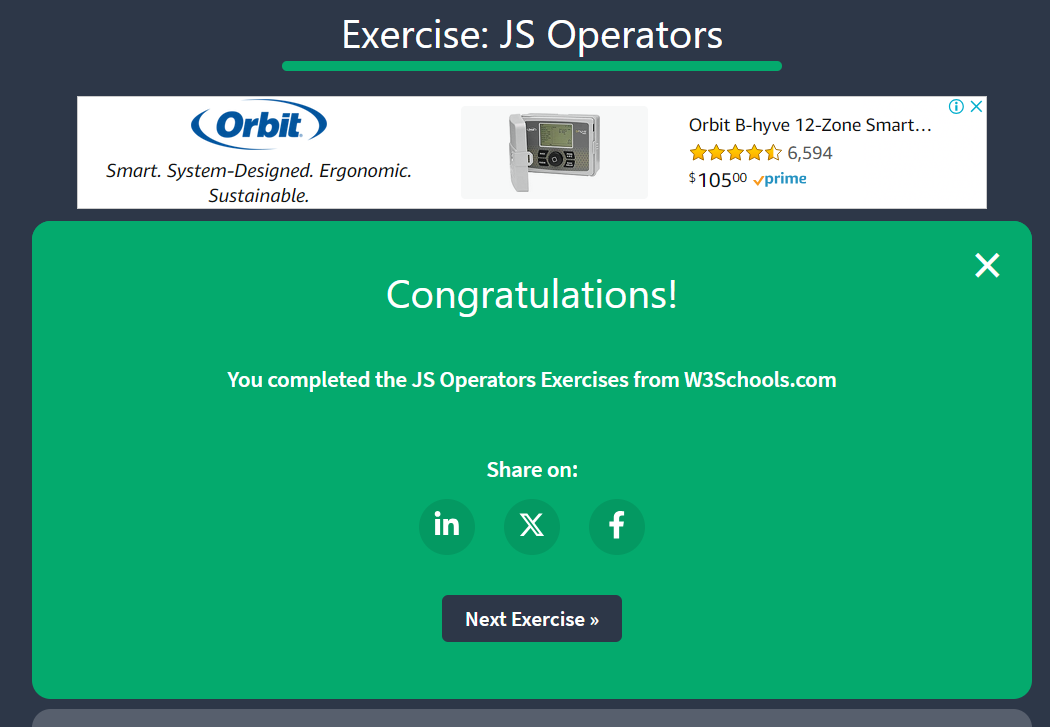 Exercise: JS Operators
Orbit
Smart. System-Designed. Ergonomic.
Sustainable.
Orbit B-hyve 12-Zone Smart...
6,594
$10500 prime
Congratulations!
You completed the JS Operators Exercises from W3Schools.com
Share on:
in X f
Next Exercise »